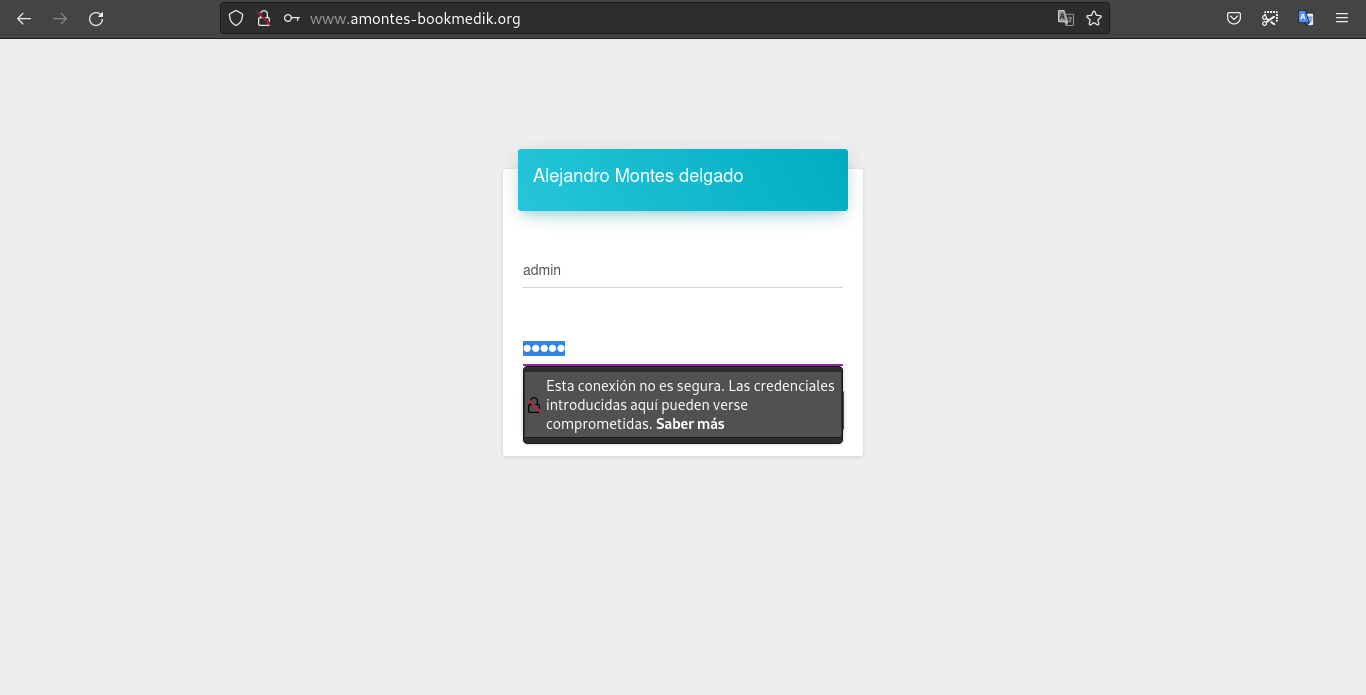 www.amontes-bookmedik.org
Alejandro Montes delgado
admin
•••••
Esta conexión no es segura. Las credenciales
introducidas aquí pueden verse
comprometidas. Saber más